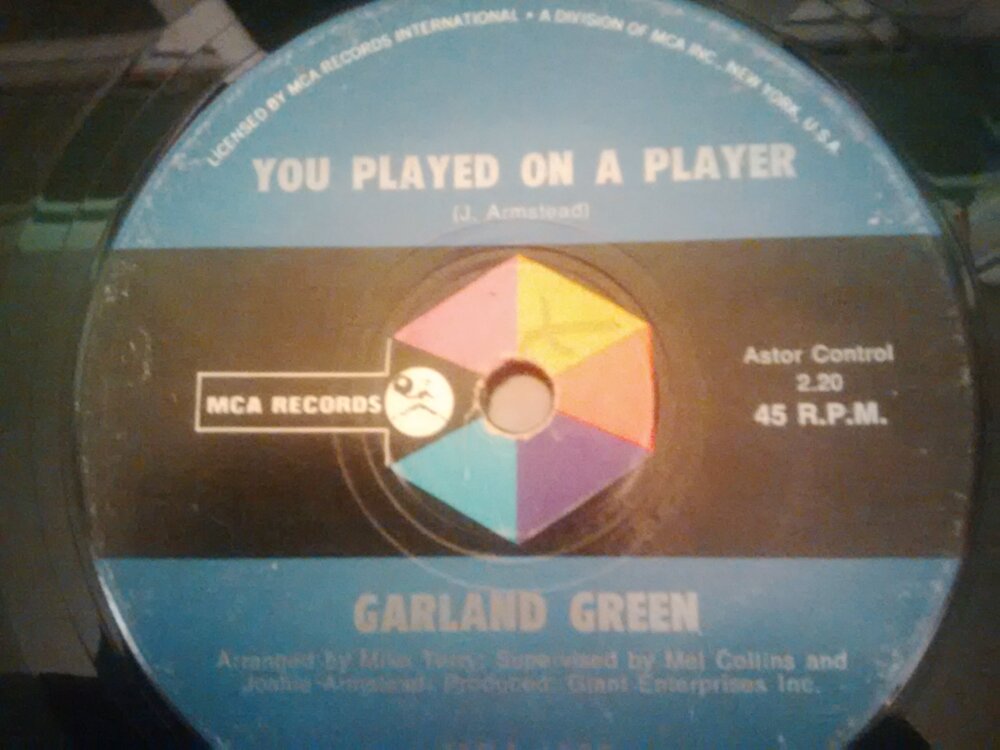 LICENSED BY MCA RECORDS INTERNATIONAL • A DIVISION OF MCA INC., NEW YORK, U.S.A.
YOU PLAYED ON A PLAYER
(J. Armstead)
MCA RECORDS
Astor Control
2.20
45 R.P.M.
GARLAND GREEN
Arranged by Mike Terry: Supervised by Mel Collins and
Joshie Armstead. Produced: Giant Enterprises Inc.